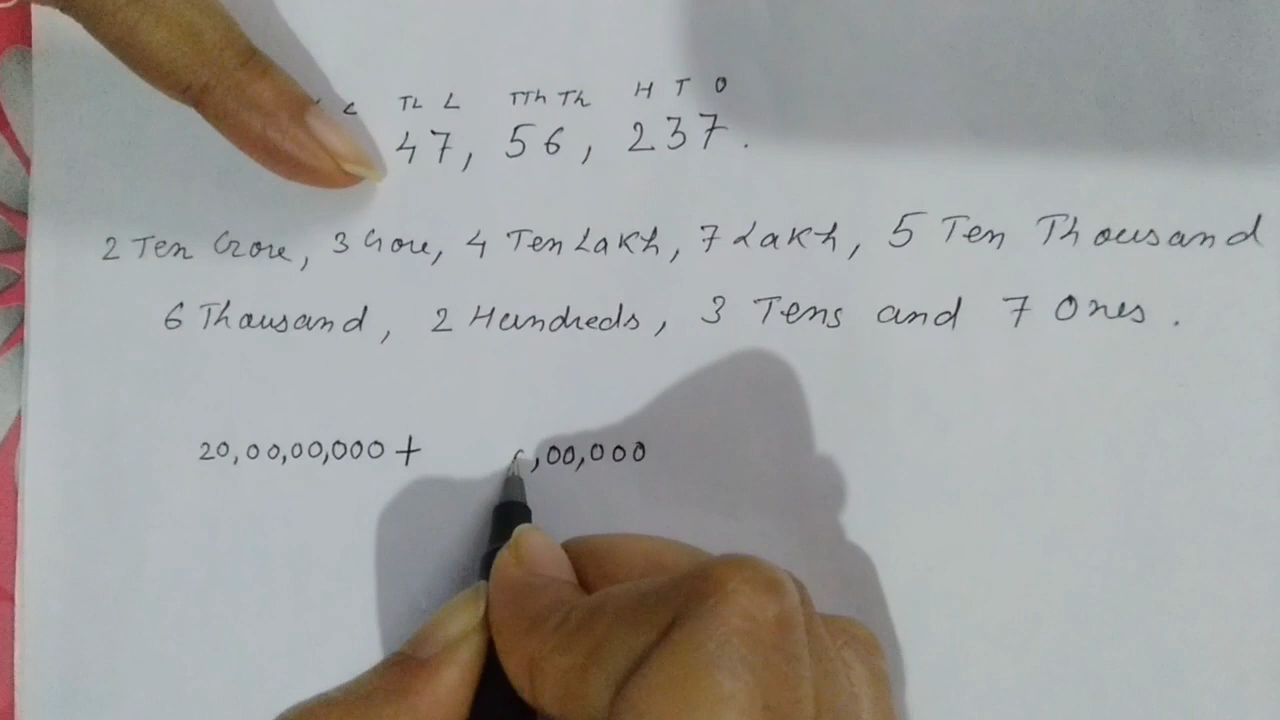 C TL L TTh Th H T O
47, 56, 237.
2 Ten Crore, 3 Crore, 4 Ten Lakh, 7 Lakh, 5 Ten Thousand
6 Thousand, 2 Hundreds, 3 Tens and 7 Ones.
20,00,00,000 + ,00,000